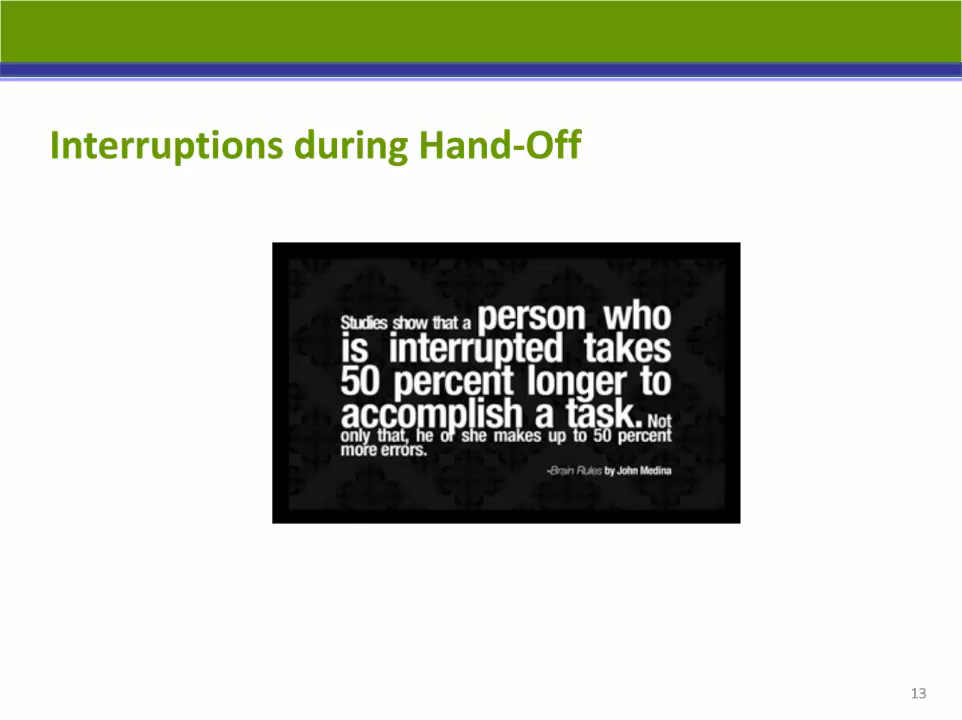 Interruptions during Hand-Off
Studies show that a person who
is interrupted takes
50 percent longer to
accomplish a task. Not
only that, he or she makes up to 50 percent
more errors.
-Brain Rules by John Medina
13